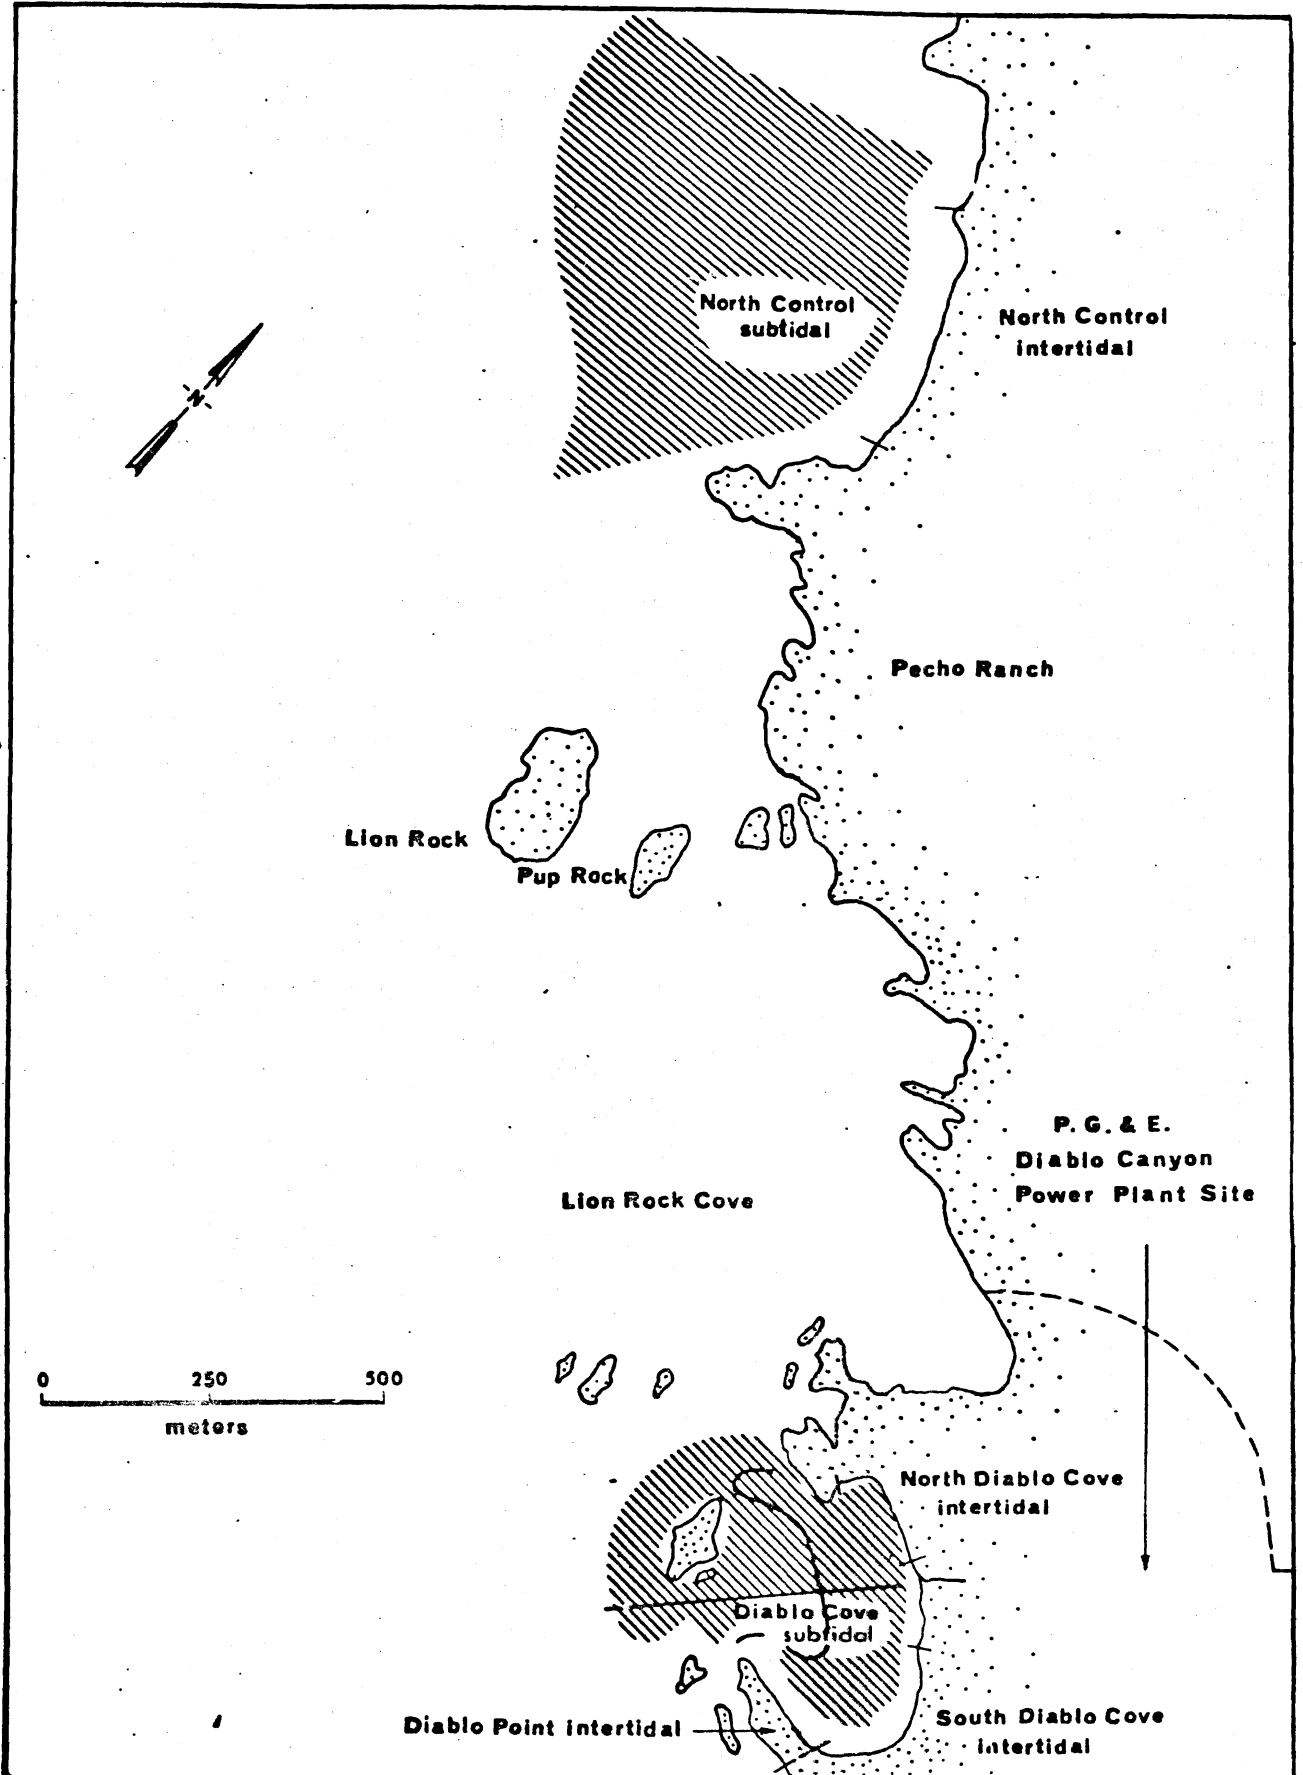 North Control
subtidal
North Control
intertidal
N
Pecho Ranch
Lion Rock
Pup Rock
P. G. & E.
Diablo Canyon
Power Plant Site
Lion Rock Cove
0 250 500
meters
North Diablo Cove
intertidal
Diablo Cove
subtidal
Diablo Point intertidal
South Diablo Cove
intertidal